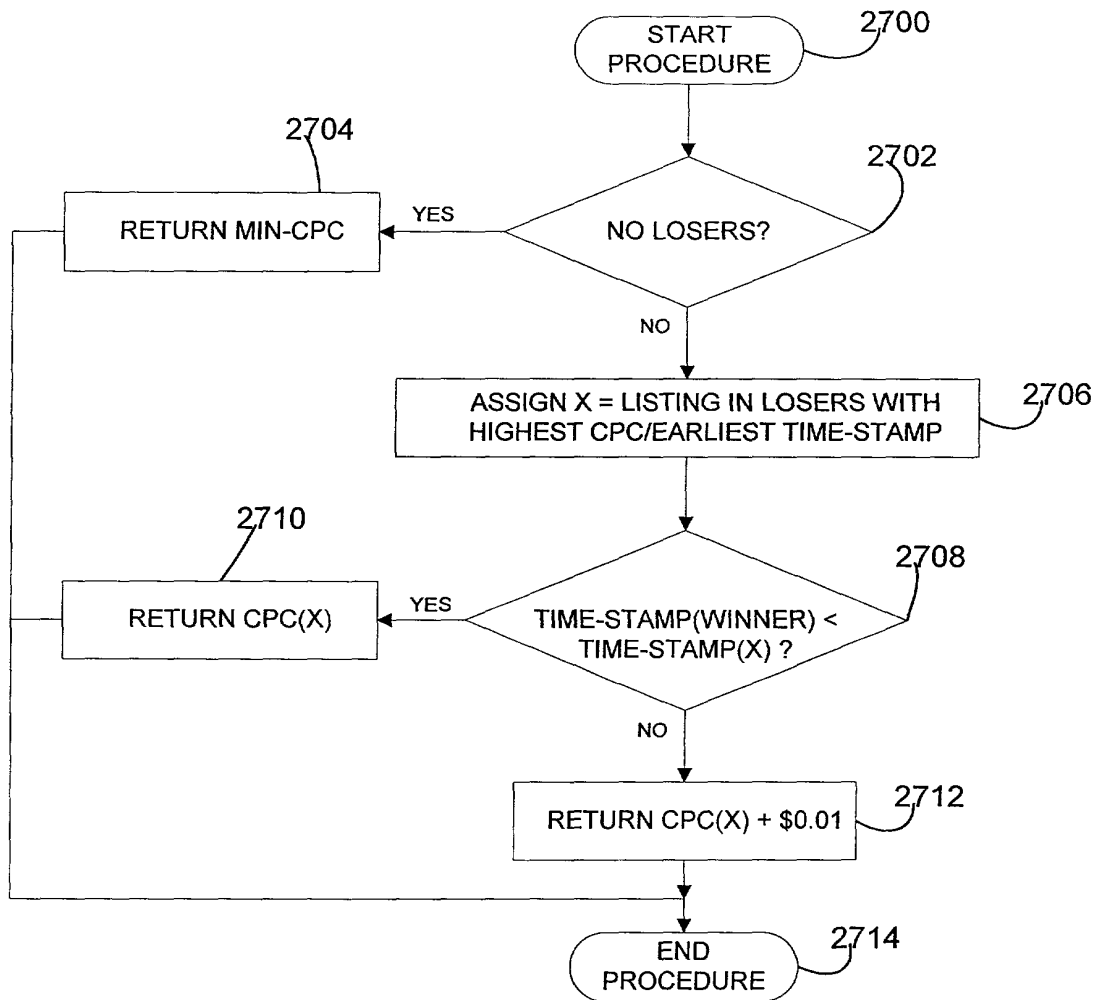 START
PROCEDURE
2700
2704
2702
RETURN MIN-CPC
YES
NO LOSERS?
NO
ASSIGN X = LISTING IN LOSERS WITH
HIGHEST CPC/EARLIEST TIME-STAMP
2706
2710
2708
RETURN CPC(X)
YES
TIME-STAMP(WINNER) <
TIME-STAMP(X) ?
NO
2712
RETURN CPC(X) + $0.01
END
PROCEDURE
2714